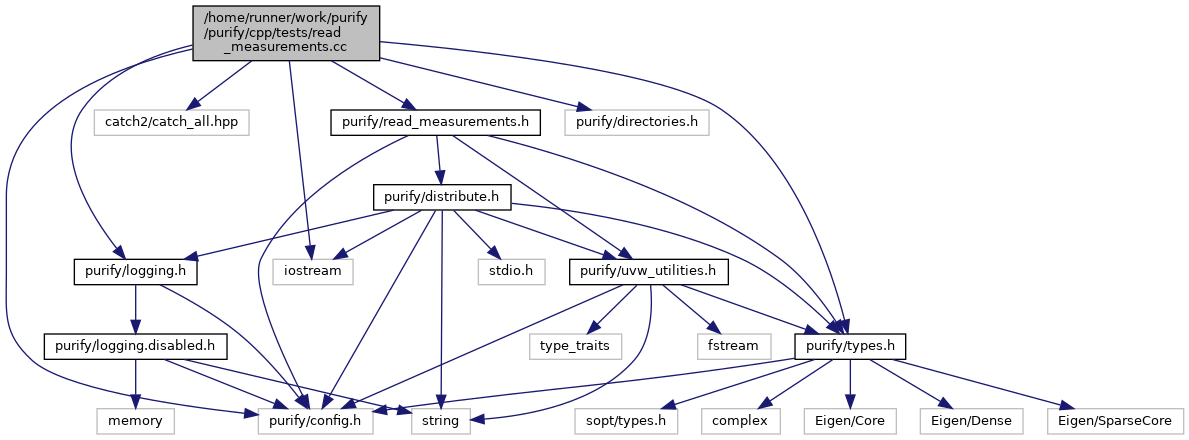 /home/runner/work/purify
/purify/cpp/tests/read
_measurements.cc
catch2/catch_all.hpp
purify/read_measurements.h
purify/directories.h
purify/distribute.h
purify/logging.h
iostream
stdio.h
purify/uvw_utilities.h
purify/logging.disabled.h
type_traits
fstream
purify/types.h
memory
purify/config.h
string
sopt/types.h
complex
Eigen/Core
Eigen/Dense
Eigen/SparseCore